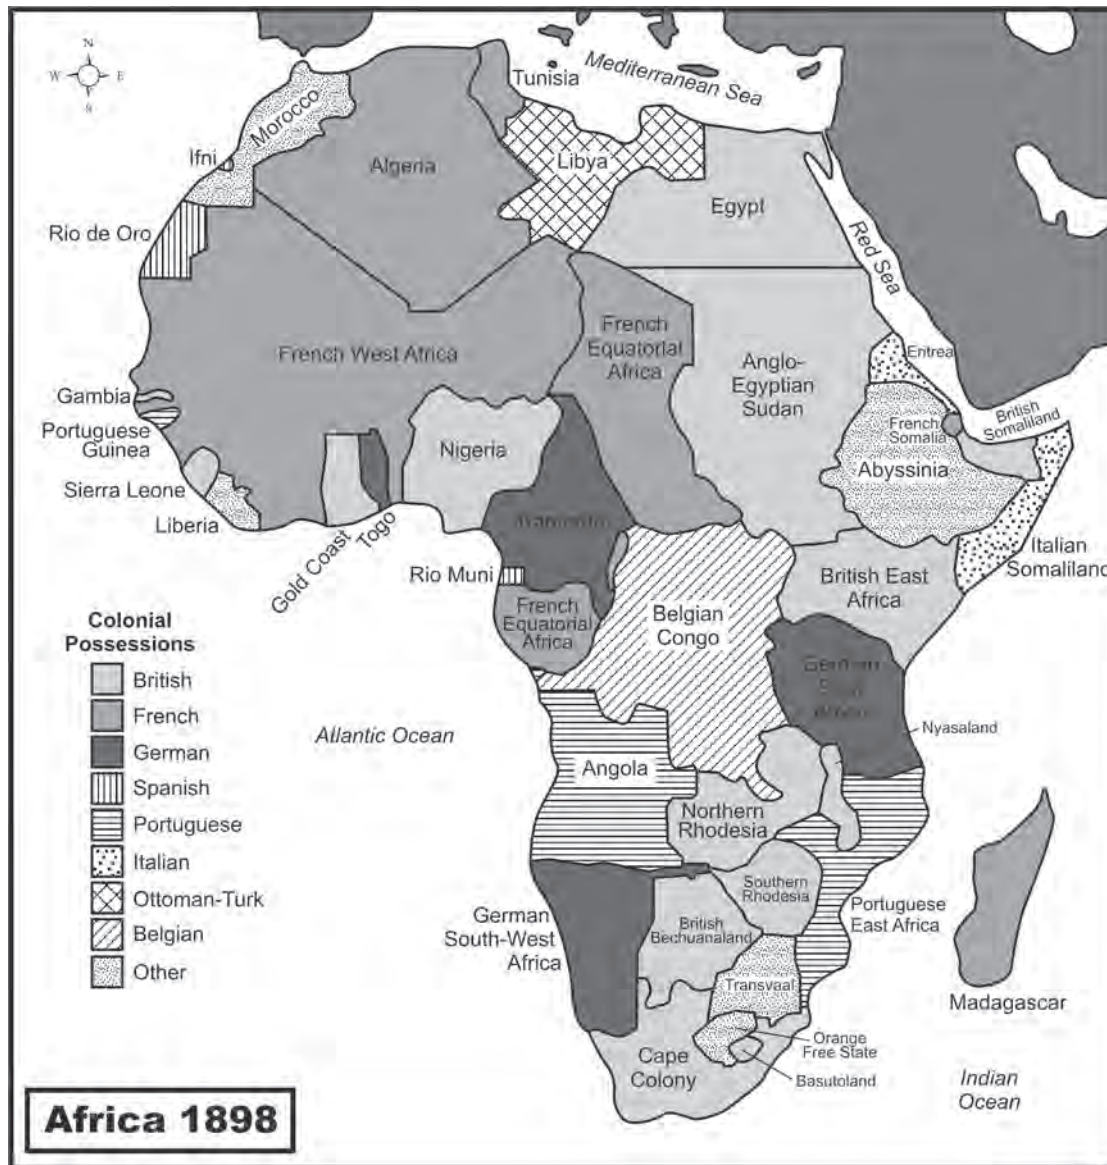 N
W E
S
Mediterranean Sea
Tunisia
Morocco
Ifni
Algeria
Libya
Egypt
Rio de Oro
Red Sea
French West Africa
French
Equatorial
Africa
Anglo-
Egyptian
Sudan
Eritrea
British
Somaliland
French
Somalia
Abyssinia
Gambia
Portuguese
Guinea
Nigeria
Sierra Leone
Liberia
Gold Coast
Togo
Italian
Somaliland
Rio Muni
British East
Africa
French
Equatorial
Africa
Belgian
Congo
German
Nyasaland
Colonial
Possessions
British
French
German
Spanish
Portuguese
Italian
Ottoman-Turk
Belgian
Other
Atlantic Ocean
Angola
Northern
Rhodesia
Southern
Rhodesia
Portuguese
East Africa
German
South-West
Africa
British
Bechuanaland
Transvaal
Madagascar
Orange
Free State
Basutoland
Cape
Colony
Indian
Ocean
Africa 1898